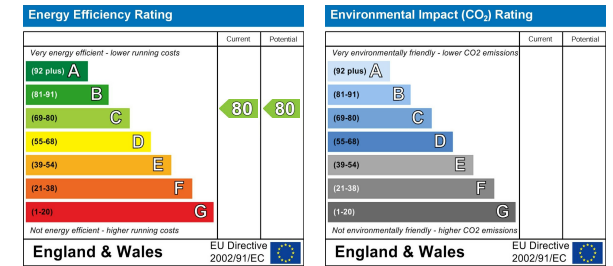 Energy Efficiency Rating
Current Potential
Very energy efficient - lower running costs
(92 plus) A
(81-91) B
(69-80) C
80 80
(55-68) D
(39-54) E
(21-38) F
(1-20) G
Not energy efficient - higher running costs
England & Wales
EU Directive
2002/91/EC
Environmental Impact (CO2) Rating
Current Potential
Very environmentally friendly - lower CO2 emissions
(92 plus) A
(81-91) B
(69-80) C
(55-68) D
(39-54) E
(21-38) F
(1-20) G
Not environmentally friendly - higher CO2 emissions
England & Wales
EU Directive
2002/91/EC